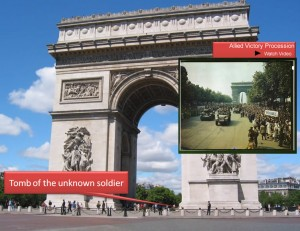 Allied Victory Procession
Watch Video
Tomb of the unknown soldier